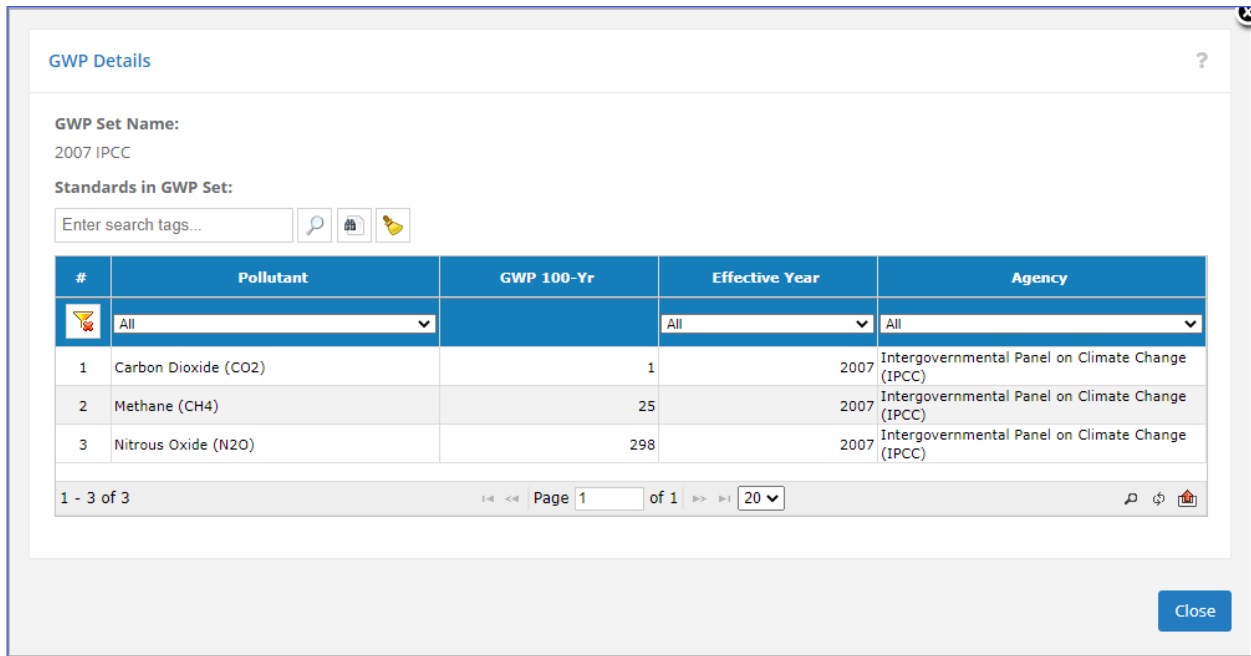 GWP Details ?
GWP Set Name:
2007 IPCC
Standards in GWP Set:
Enter search tags...
# Pollutant GWP 100-Yr Effective Year Agency
All All All
1 Carbon Dioxide (CO2) 1 2007 Intergovernmental Panel on Climate Change
(IPCC)
2 Methane (CH4) 25 2007 Intergovernmental Panel on Climate Change
(IPCC)
3 Nitrous Oxide (N2O) 298 2007 Intergovernmental Panel on Climate Change
(IPCC)
1 - 3 of 3 Page 1 of 1 20
Close